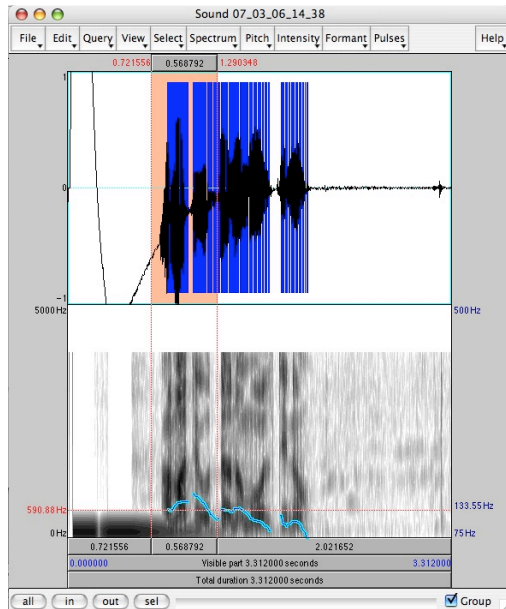 Sound 07_03_06_14_38
File Edit Query View Select Spectrum Pitch Intensity Formant Pulses Help
0.721556 0.568792 1.290348
1
0
-1
5000 Hz 500 Hz
590.88 Hz 133.55 Hz
0 Hz 75 Hz
0.721556 0.568792 2.021652
0.000000 Visible part 3.312000 seconds 3.312000
Total duration 3.312000 seconds
all in out sel Group